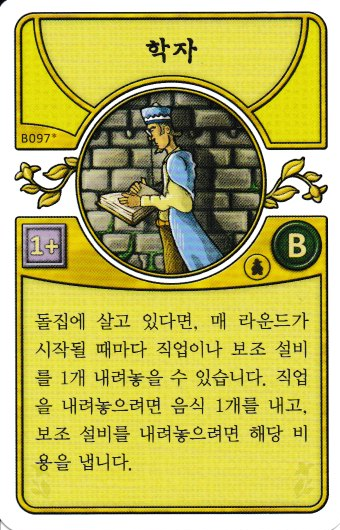 학자
B097*
1+
B
돌집에 살고 있다면, 매 라운드가
시작될 때마다 직업이나 보조 설비
를 1개 내려놓을 수 있습니다. 직업
을 내려놓으려면 음식 1개를 내고,
보조 설비를 내려놓으려면 해당 비
용을 냅니다.